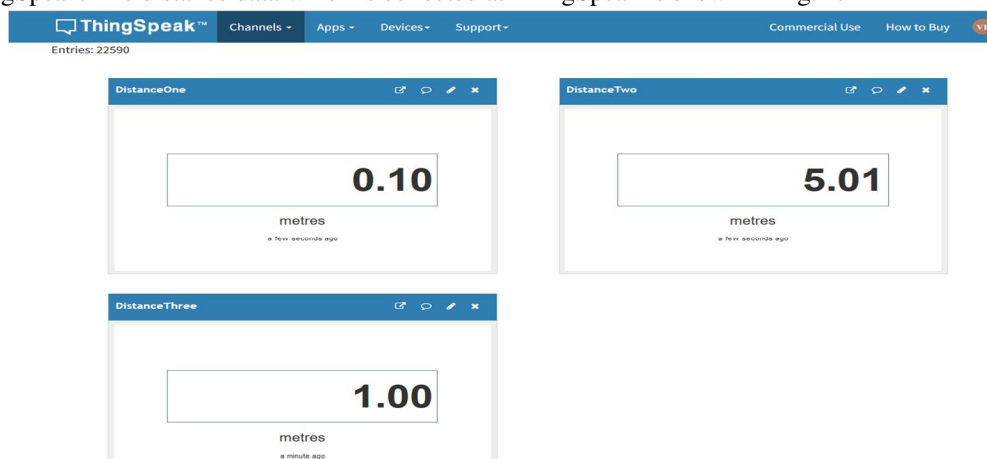 ThingSpeak™ Channels Apps Devices Support Commercial Use How to Buy
Entries: 22590
DistanceOne
0.10
metres
a few seconds ago
DistanceTwo
5.01
metres
a few seconds ago
DistanceThree
1.00
metres
a minute ago